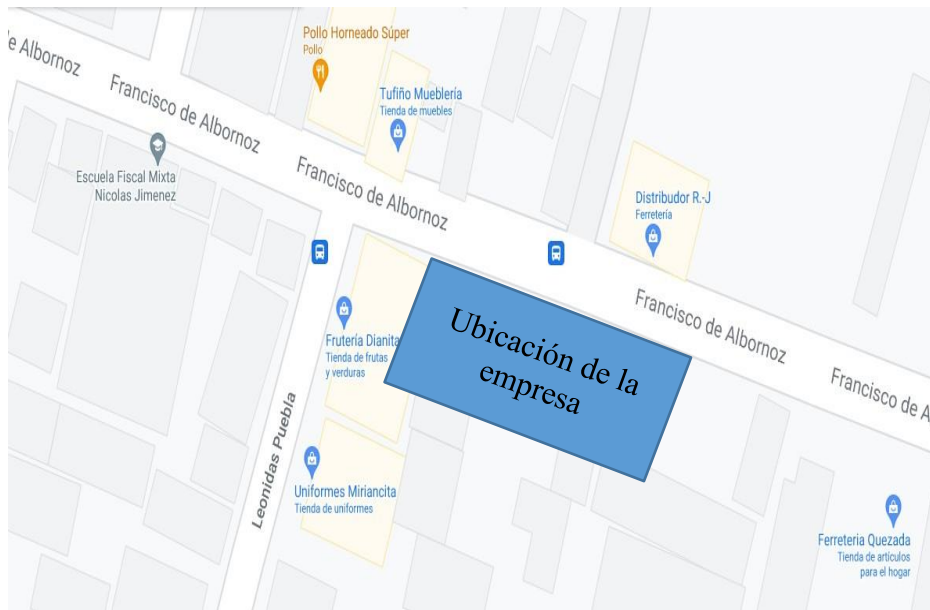 Pollo Horneado Súper
Pollo
e Albornoz
Francisco de Albornoz
Tufiño Mueblería
Tienda de muebles
Escuela Fiscal Mixta
Nicolas Jimenez
Francisco de Albornoz
Distribudor R.-J
Ferretería
Francisco de Albornoz
Frutería Dianita
Tienda de frutas
y verduras
Ubicación de la
empresa
Francisco de A
Leonidas Puebla
Uniformes Miriancita
Tienda de uniformes
Ferreteria Quezada
Tienda de artículos
para el hogar